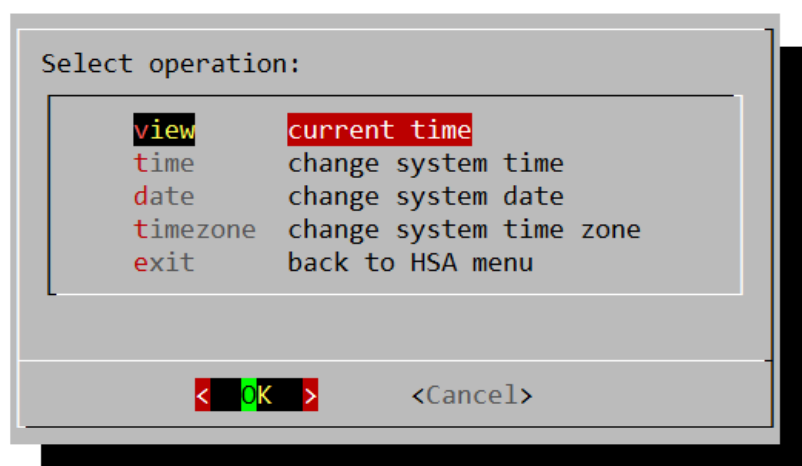 Select operation:
view current time
time change system time
date change system date
timezone change system time zone
exit back to HSA menu
< OK > <Cancel>